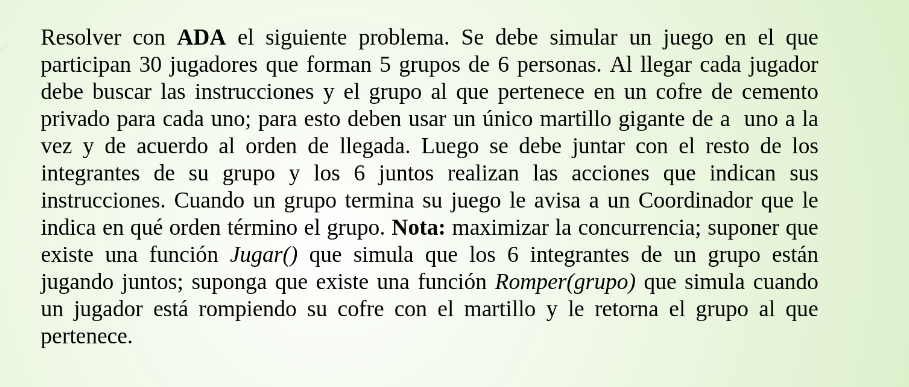 Resolver con ADA el siguiente problema. Se debe simular un juego en el que
participan 30 jugadores que forman 5 grupos de 6 personas. Al llegar cada jugador
debe buscar las instrucciones y el grupo al que pertenece en un cofre de cemento
privado para cada uno; para esto deben usar un único martillo gigante de a uno a la
vez y de acuerdo al orden de llegada. Luego se debe juntar con el resto de los
integrantes de su grupo y los 6 juntos realizan las acciones que indican sus
instrucciones. Cuando un grupo termina su juego le avisa a un Coordinador que le
indica en qué orden término el grupo. Nota: maximizar la concurrencia; suponer que
existe una función Jugar() que simula que los 6 integrantes de un grupo están
jugando juntos; suponga que existe una función Romper(grupo) que simula cuando
un jugador está rompiendo su cofre con el martillo y le retorna el grupo al que
pertenece.